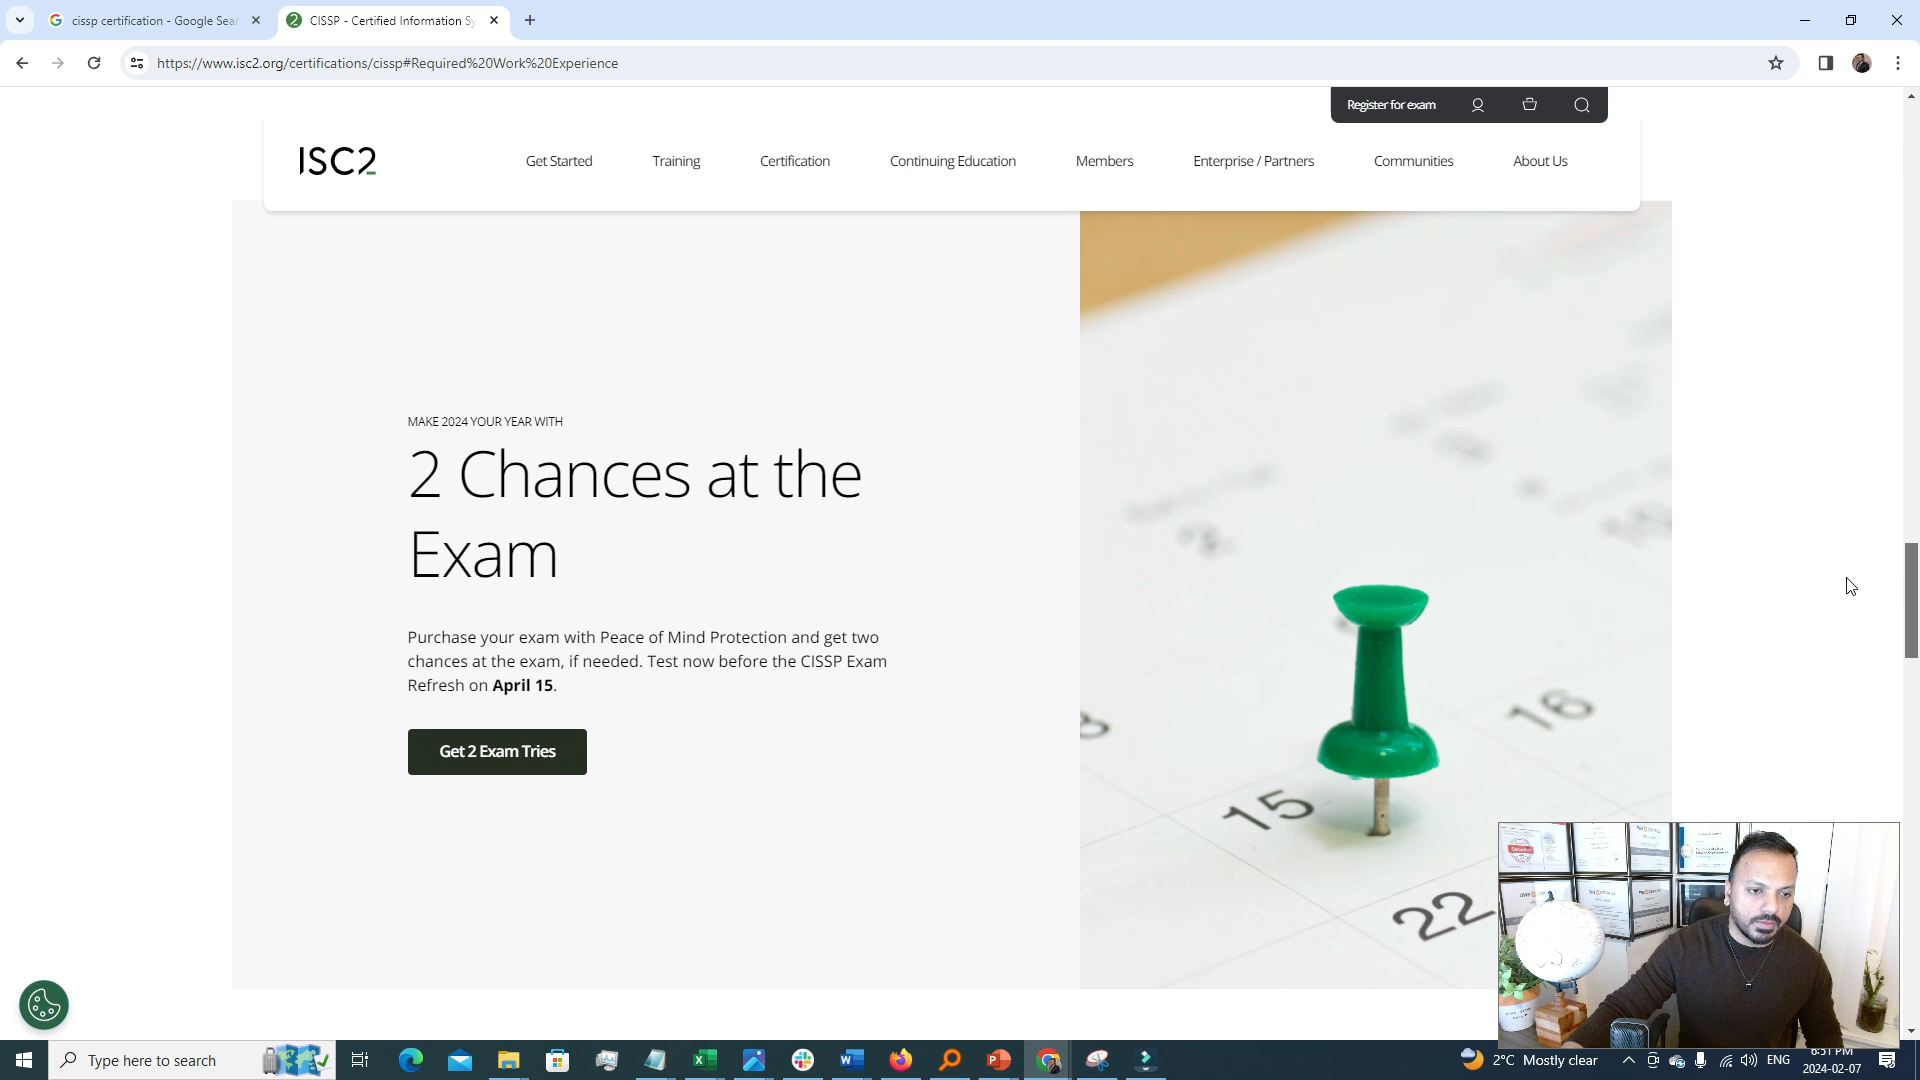 cissp certification - Google Sear
CISSP - Certified Information Sy
https://www.isc2.org/certifications/cissp#Required%20Work%20Experience
Register for exam
ISC2
Get Started
Training
Certification
Continuing Education
Members
Enterprise / Partners
Communities
About Us
MAKE 2024 YOUR YEAR WITH
2 Chances at the
Exam
Purchase your exam with Peace of Mind Protection and get two
chances at the exam, if needed. Test now before the CISSP Exam
Refresh on April 15.
Get 2 Exam Tries
15
16
22
Type here to search
2°C Mostly clear
ENG
6:51 PM
2024-02-07